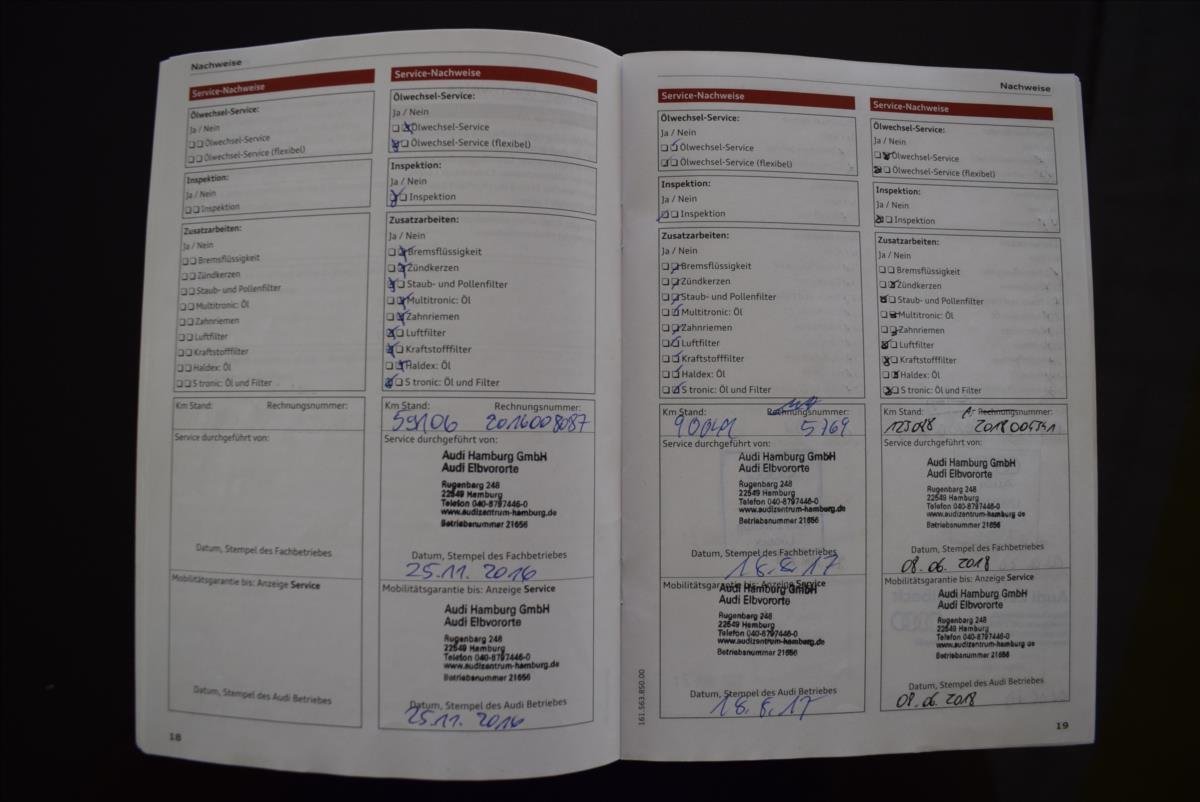 Nachweise
Service-Nachweise
Ölwechsel-Service:
Ja / Nein
Ölwechsel-Service
Ölwechsel-Service (flexibel)
Inspektion:
Ja / Nein
Inspektion
Zusatzarbeiten:
Ja / Nein
Bremsflüssigkeit
Zündkerzen
Staub- und Pollenfilter
Multitronic: Öl
Zahnriemen
Luftfilter
Kraftstofffilter
Haldex: Öl
S tronic: Öl und Filter
Km Stand: Rechnungsnummer:
Service durchgeführt von:
Datum, Stempel des Fachbetriebes
Mobilitätsgarantie bis: Anzeige Service
Datum, Stempel des Audi Betriebes
18
Service-Nachweise
Ölwechsel-Service:
Ja / Nein
Ölwechsel-Service
Ölwechsel-Service (flexibel)
Inspektion:
Ja / Nein
Inspektion
Zusatzarbeiten:
Ja / Nein
Bremsflüssigkeit
Zündkerzen
Staub- und Pollenfilter
Multitronic: Öl
Zahnriemen
Luftfilter
Kraftstofffilter
Haldex: Öl
S tronic: Öl und Filter
Km Stand: Rechnungsnummer:
59106 2016008087
Service durchgeführt von:
Audi Hamburg GmbH
Audi Elbvororte
Rugenbarg 248
22549 Hamburg
Telefon 040-8797446-0
www.audizentrum-hamburg.de
Betriebsnummer 21656
Datum, Stempel des Fachbetriebes
25.11. 2016
Mobilitätsgarantie bis: Anzeige Service
Audi Hamburg GmbH
Audi Elbvororte
Rugenbarg 248
22549 Hamburg
Telefon 040-8797446-0
www.audizentrum-hamburg.de
Betriebsnummer 21656
Datum, Stempel des Audi Betriebes
25.11. 2016
Nachweise
Service-Nachweise
Ölwechsel-Service:
Ja / Nein
Ölwechsel-Service
Ölwechsel-Service (flexibel)
Inspektion:
Ja / Nein
Inspektion
Zusatzarbeiten:
Ja / Nein
Bremsflüssigkeit
Zündkerzen
Staub- und Pollenfilter
Multitronic: Öl
Zahnriemen
Luftfilter
Kraftstofffilter
Haldex: Öl
S tronic: Öl und Filter
Km Stand: Rechnungsnummer:
5769
Service durchgeführt von:
Audi Hamburg GmbH
Audi Elbvororte
Rugenbarg 248
22549 Hamburg
Telefon 040-8797446-0
www.audizentrum-hamburg.de
Betriebsnummer 21656
Datum, Stempel des Fachbetriebes
18.8.17
Mobilitätsgarantie bis: Anzeige Service
Audi Hamburg GmbH
Audi Elbvororte
Rugenbarg 248
22549 Hamburg
Telefon 040-8797446-0
www.audizentrum-hamburg.de
Betriebsnummer 21656
Datum, Stempel des Audi Betriebes
18.8.17
161.563.850.00
Service-Nachweise
Ölwechsel-Service:
Ja / Nein
Ölwechsel-Service
Ölwechsel-Service (flexibel)
Inspektion:
Ja / Nein
Inspektion
Zusatzarbeiten:
Ja / Nein
Bremsflüssigkeit
Zündkerzen
Staub- und Pollenfilter
Multitronic: Öl
Zahnriemen
Luftfilter
Kraftstofffilter
Haldex: Öl
S tronic: Öl und Filter
Km Stand: Rechnungsnummer:
Service durchgeführt von:
Audi Hamburg GmbH
Audi Elbvororte
Rugenbarg 248
22549 Hamburg
Telefon 040-8797446-0
www.audizentrum-hamburg.de
Betriebsnummer 21656
Datum, Stempel des Fachbetriebes
08.06.2018
Mobilitätsgarantie bis: Anzeige Service
Audi Hamburg GmbH
Audi Elbvororte
Rugenbarg 248
22549 Hamburg
Telefon 040-8797446-0
www.audizentrum-hamburg.de
Betriebsnummer 21656
Datum, Stempel des Audi Betriebes
08.06.2018
19